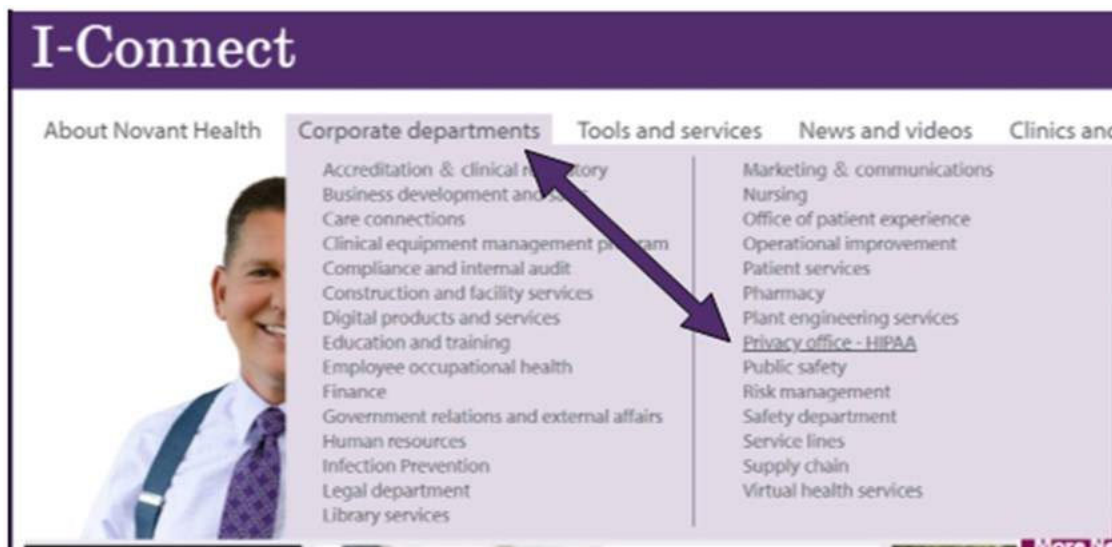 I-Connect
About Novant Health Corporate departments Tools and services News and videos Clinics and
Accreditation & clinical
Business development and
Care connections
Clinical equipment management
Compliance and internal audit
Construction and facility services
Digital products and services
Education and training
Employee occupational health
Finance
Government relations and external affairs
Human resources
Infection Prevention
Legal department
Library services
Marketing & communications
Nursing
Office of patient experience
Operational improvement
Patient services
Pharmacy
Plant engineering services
Privacy office - HIPAA
Public safety
Risk management
Safety department
Service lines
Supply chain
Virtual health services